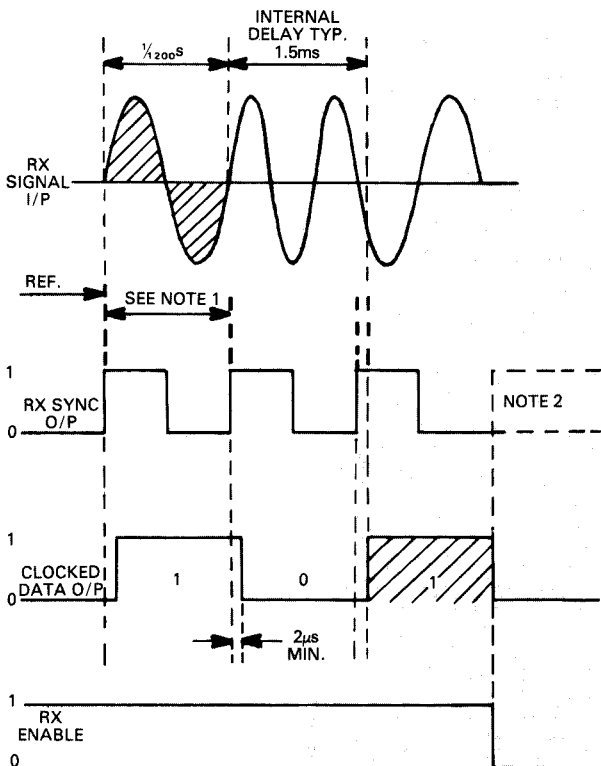 INTERNAL
DELAY TYP.
1.5ms
1/1200s
RX
SIGNAL
I/P
REF.
SEE NOTE 1
1
RX SYNC
O/P
0
NOTE 2
1
CLOCKED
DATA O/P
0
1
0
1
2µs
MIN.
1
RX
ENABLE
0